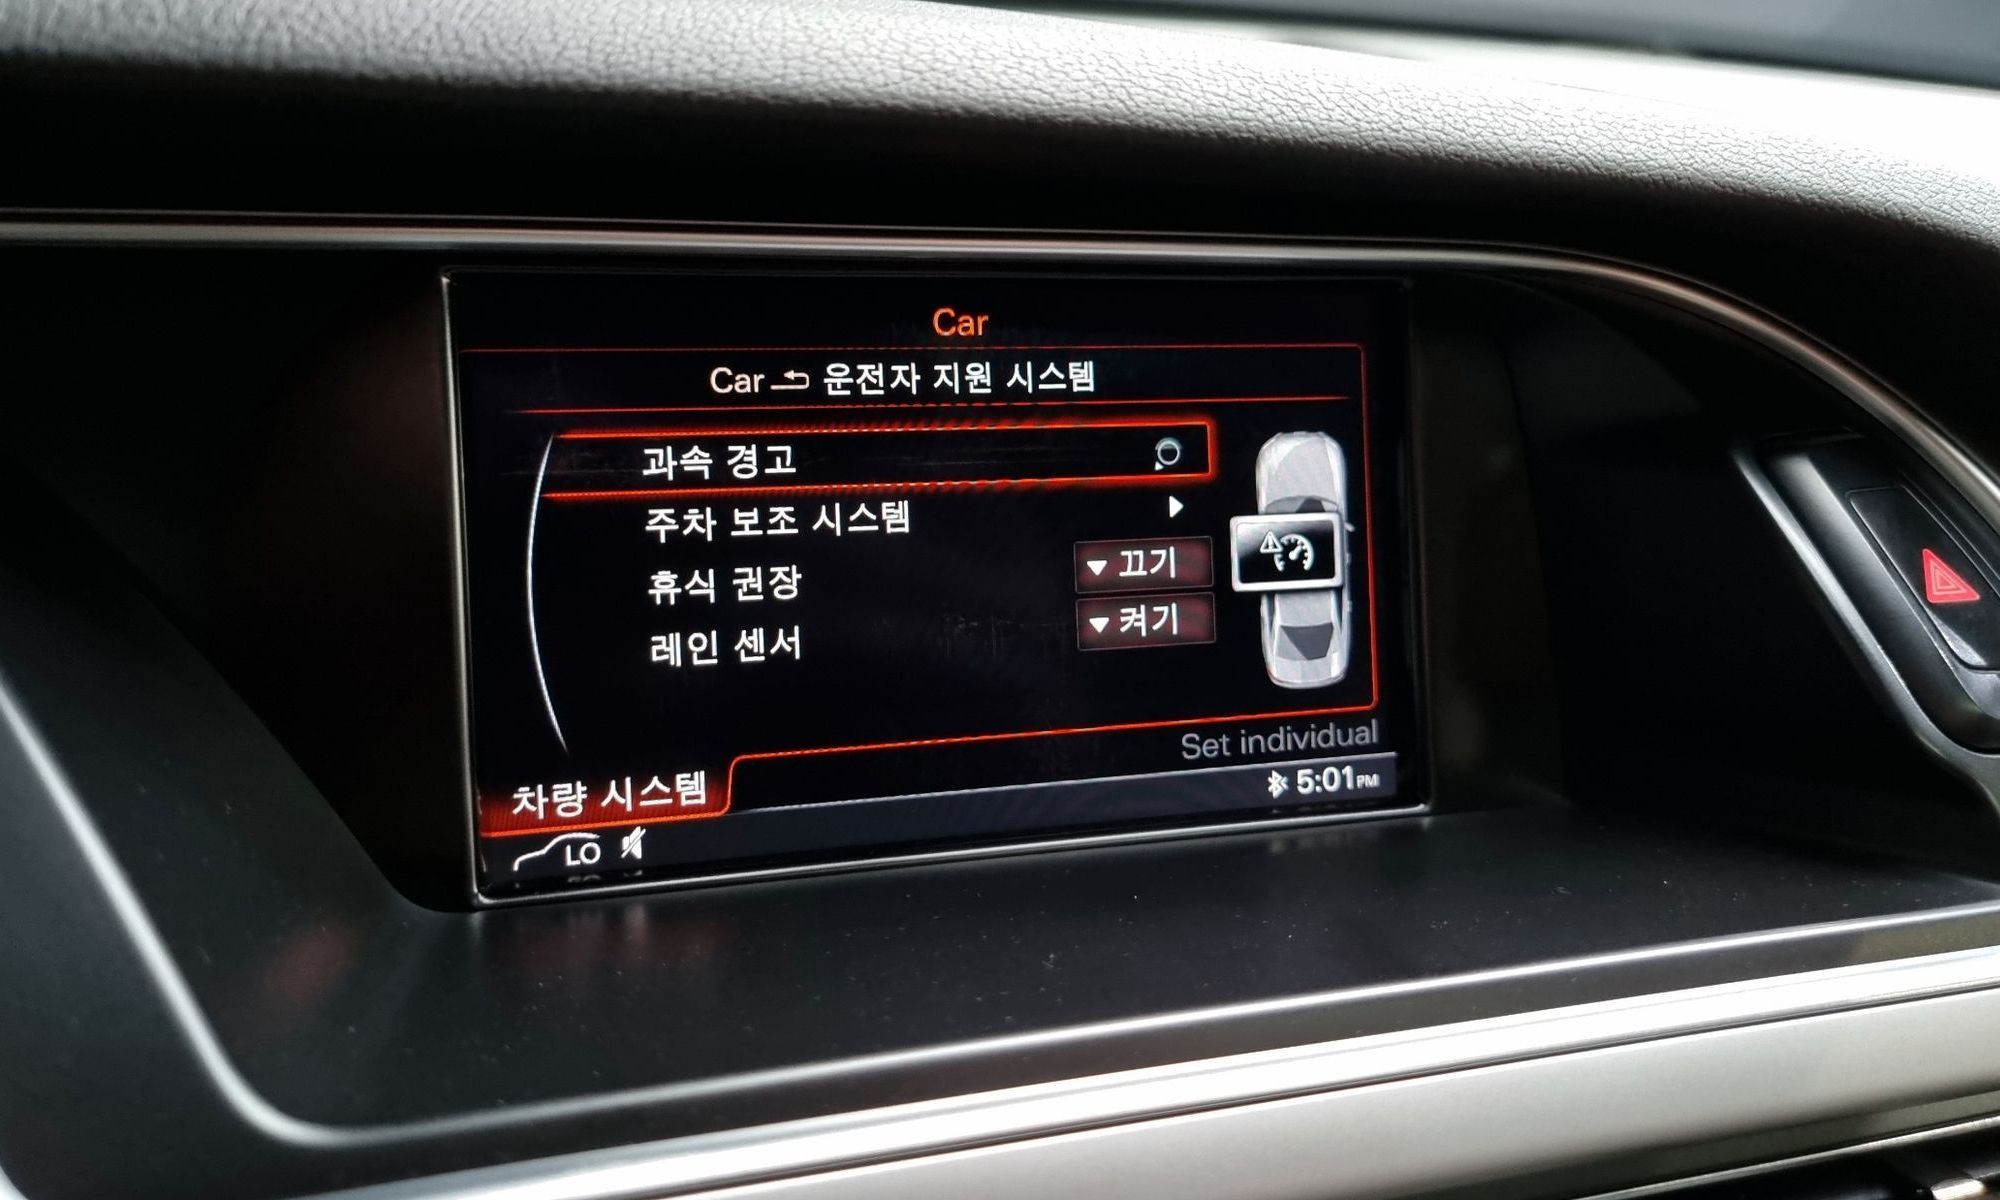 Car
Car 운전자 지원 시스템
과속 경고
주차 보조 시스템
휴식 권장 끄기
레인 센서 켜기
Set individual
차량 시스템
5:01PM
LO